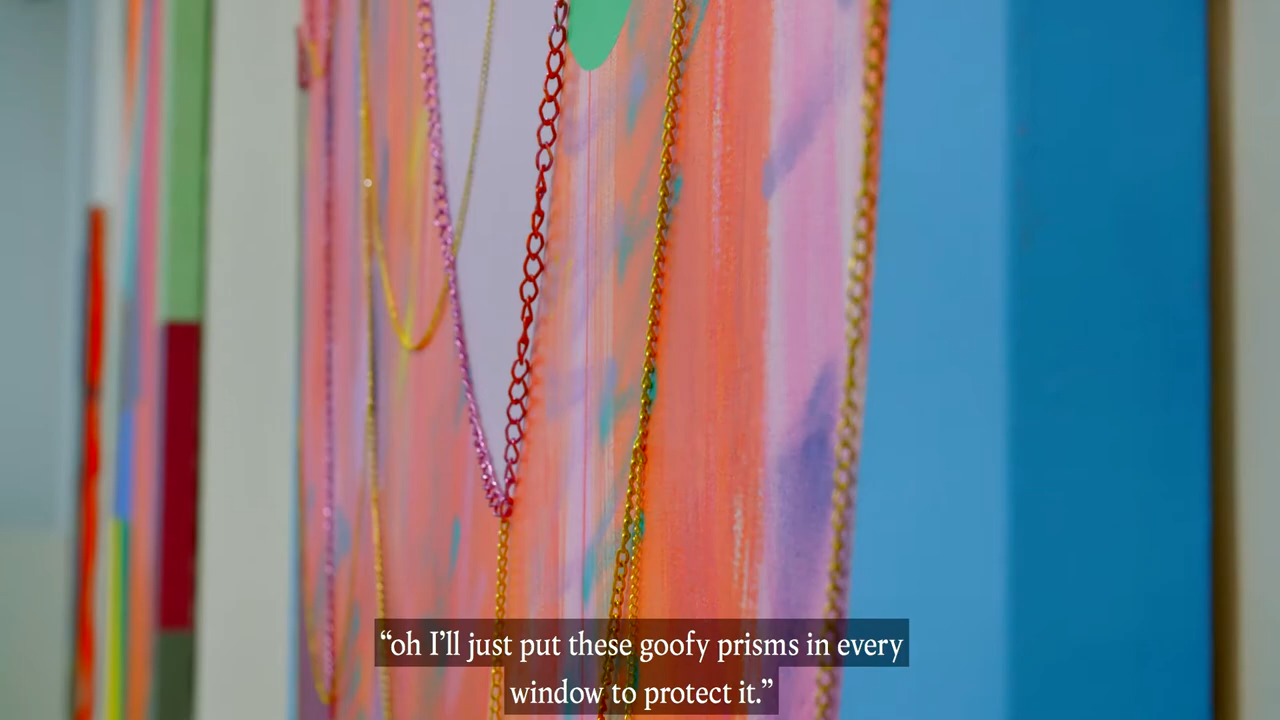 “oh I’ll just put these goofy prisms in every
window to protect it.”